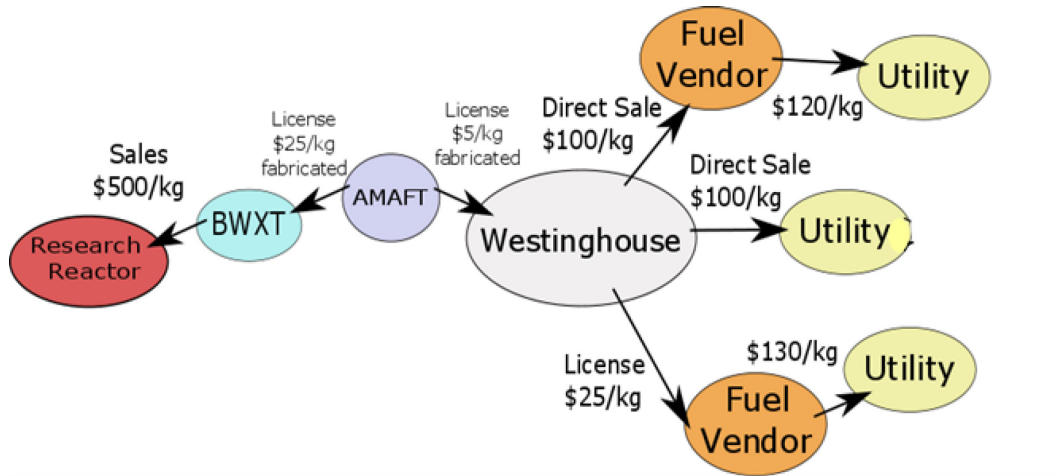 Fuel
Vendor
Utility
$120/kg
Direct Sale
$100/kg
License
$5/kg
fabricated
License
$25/kg
fabricated
Sales
$500/kg
Direct Sale
$100/kg
AMAFT
BWXT
Westinghouse
Utility
Research
Reactor
License
$25/kg
$130/kg
Utility
Fuel
Vendor